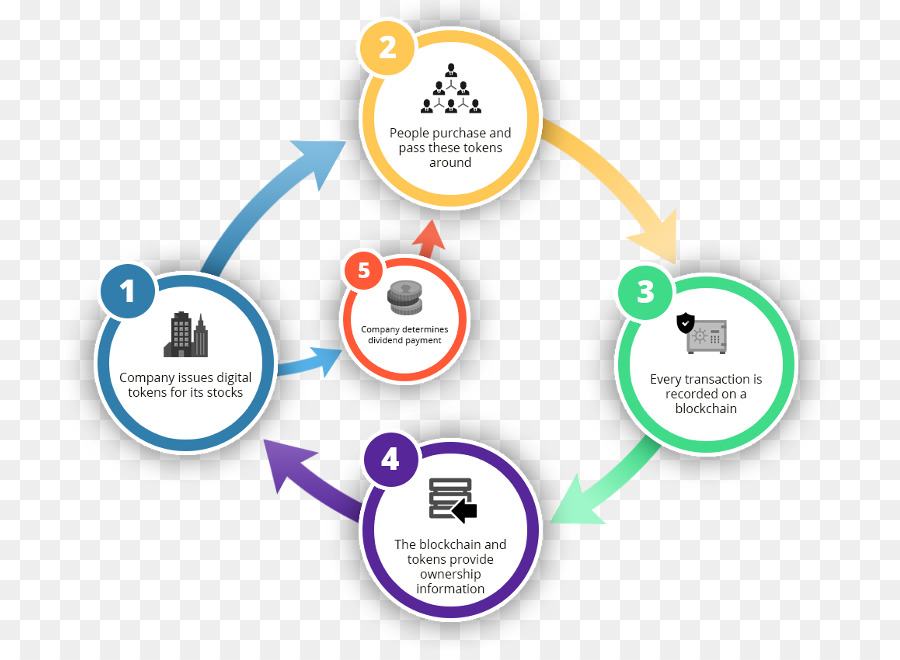 1
Company issues digital
tokens for its stocks
2
People purchase and
pass these tokens
around
3
Every transaction is
recorded on a
blockchain
4
The blockchain and
tokens provide
ownership
information
5
Company determines
dividend payment